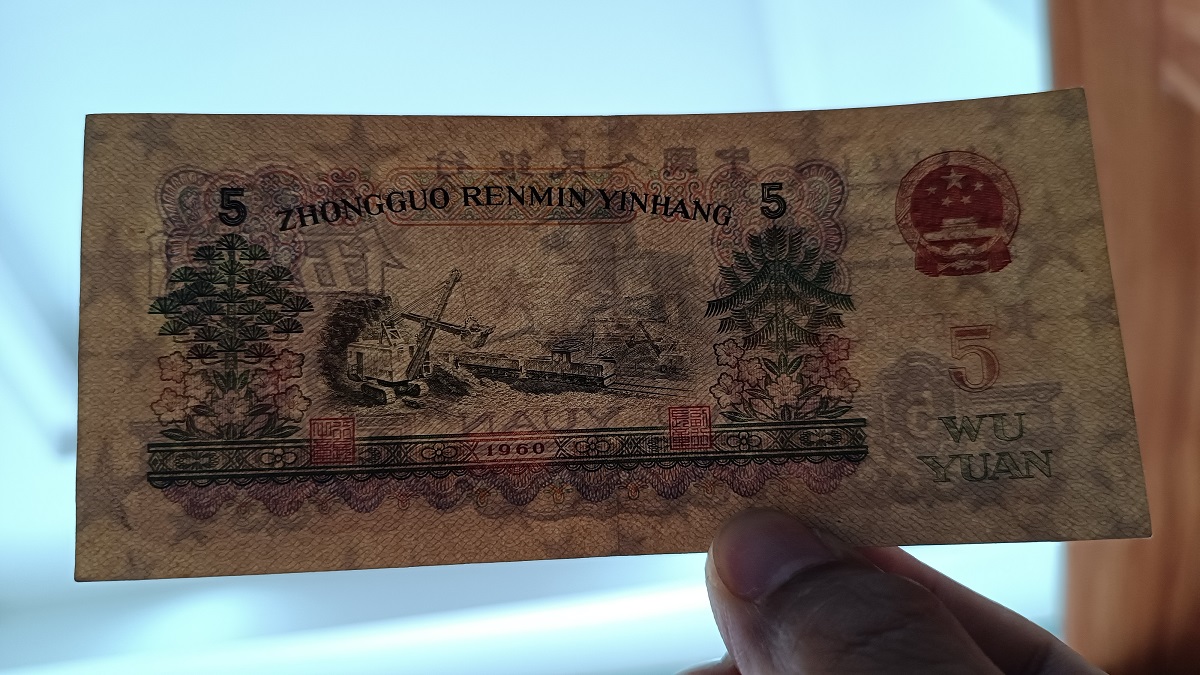 5 ZHONGGUO RENMIN YINHANG 5
5
WU
YUAN
1960